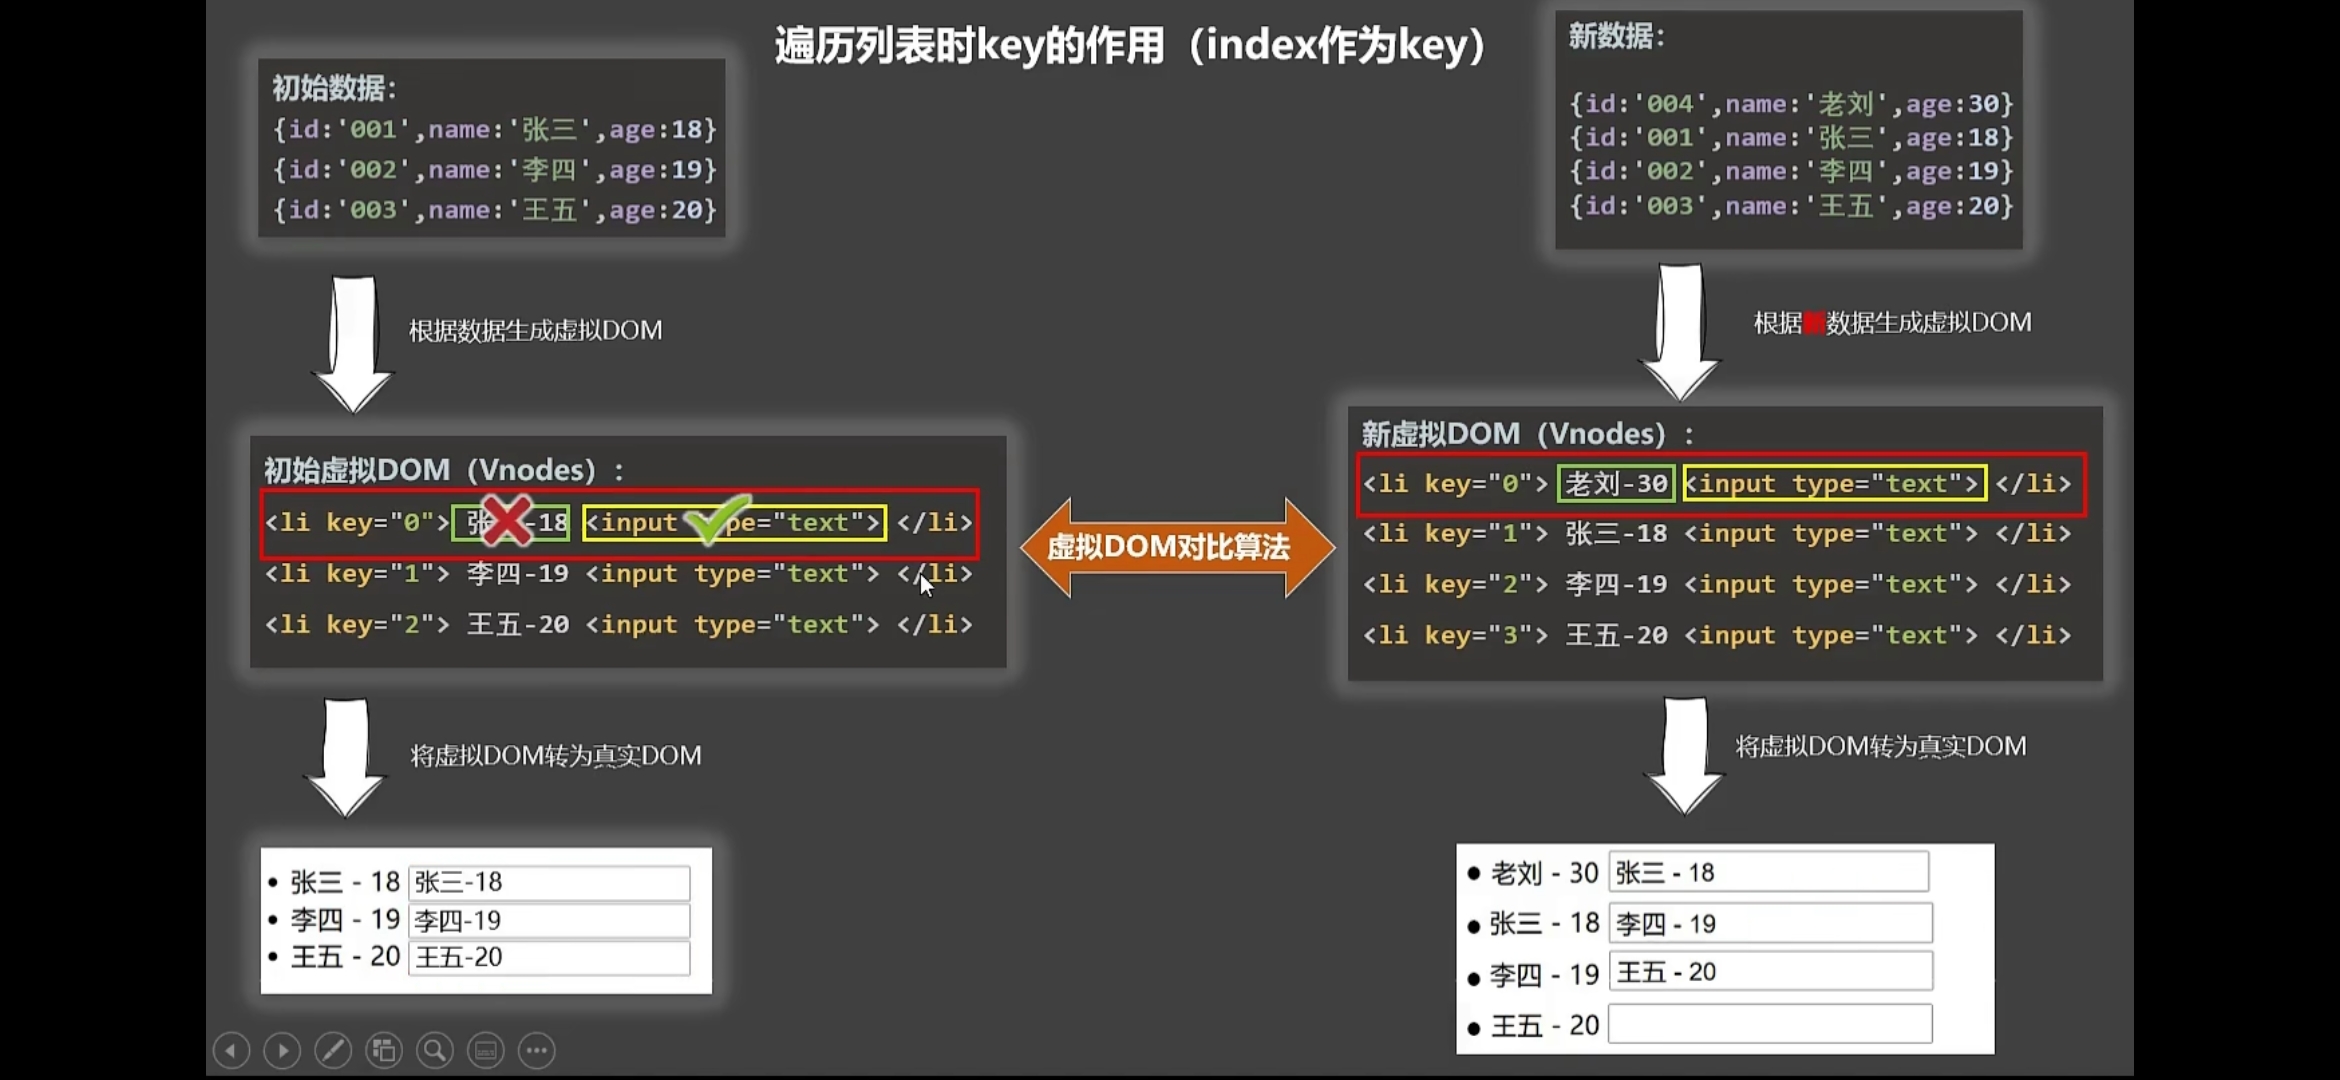 遍历列表时key的作用（index作为key）
初始数据：
{id:'001',name:'张三',age:18}
{id:'002',name:'李四',age:19}
{id:'003',name:'王五',age:20}
根据数据生成虚拟DOM
初始虚拟DOM（Vnodes）：
<li key="0"> 张 -18 <input pe="text"> </li>
<li key="1"> 李四-19 <input type="text"> </li>
<li key="2"> 王五-20 <input type="text"> </li>
将虚拟DOM转为真实DOM
张三 - 18 张三-18
李四 - 19 李四-19
王五 - 20 王五-20
虚拟DOM对比算法
新数据：
{id:'004',name:'老刘',age:30}
{id:'001',name:'张三',age:18}
{id:'002',name:'李四',age:19}
{id:'003',name:'王五',age:20}
根据新数据生成虚拟DOM
新虚拟DOM（Vnodes）：
<li key="0"> 老刘-30 <input type="text"> </li>
<li key="1"> 张三-18 <input type="text"> </li>
<li key="2"> 李四-19 <input type="text"> </li>
<li key="3"> 王五-20 <input type="text"> </li>
将虚拟DOM转为真实DOM
老刘 - 30 张三 - 18
张三 - 18 李四 - 19
李四 - 19 王五 - 20
王五 - 20